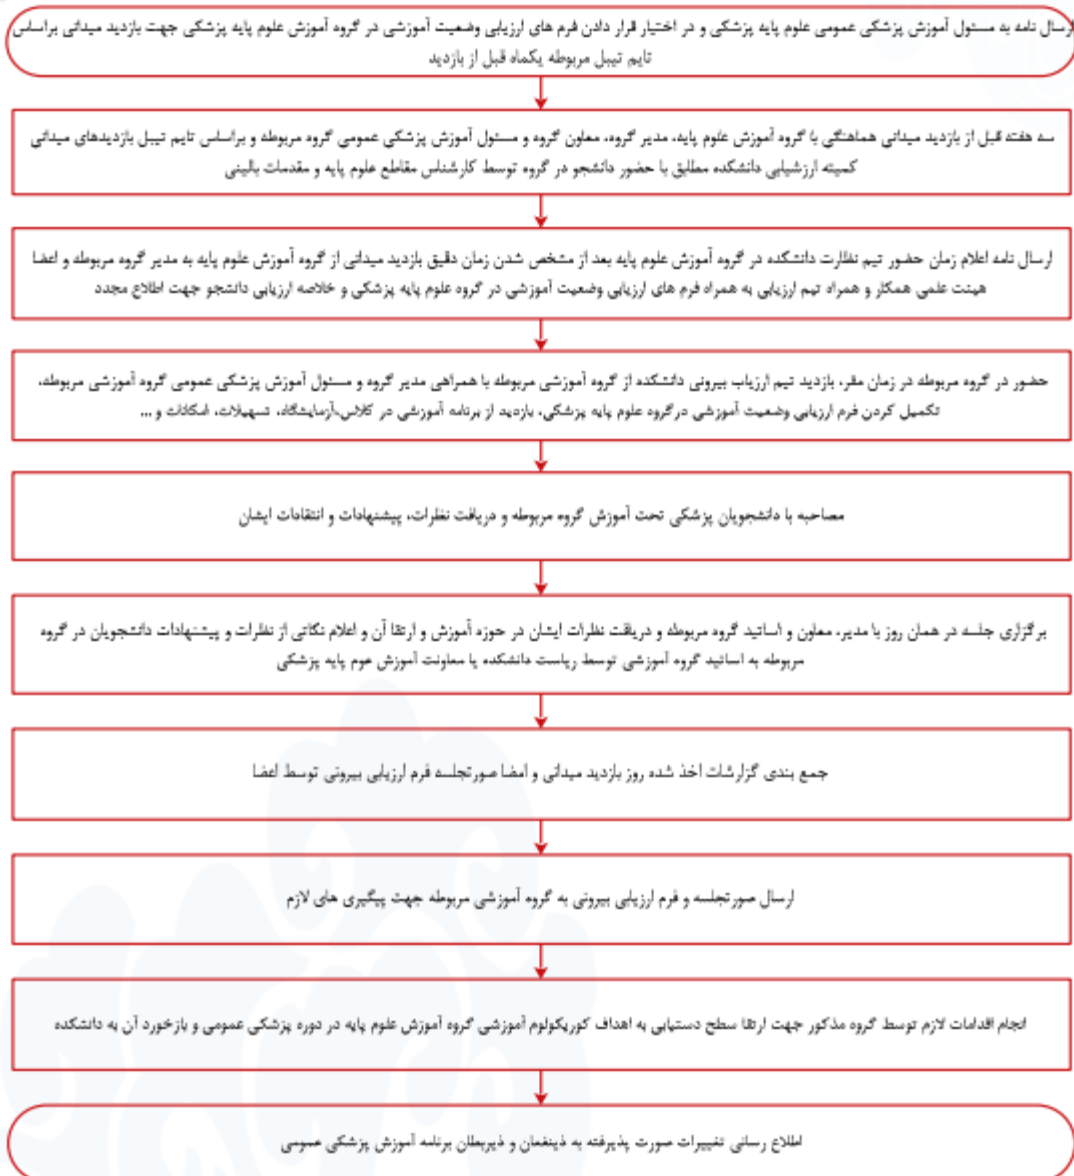 ارسال نامه به مسئول آموزش پزشکی عمومی علوم پایه پزشکی و در اختیار قرار دادن فرم های ارزیابی وضعیت آموزشی در گروه آموزش علوم پایه پزشکی جهت بازدید میدانی براساس
تایم تیبل مربوطه یکماه قبل از بازدید
سه هفته قبل از بازدید میدانی هماهنگی با گروه آموزش علوم پایه، مدیر گروه، معاون گروه و مسئول آموزش پزشکی عمومی گروه مربوطه و براساس تایم تیبل بازدیدهای میدانی
کمیته ارزشیابی دانشکده مطابق با حضور دانشجو در گروه توسط کارشناس مقاطع علوم پایه و مقدمات بالینی
ارسال نامه اعلام زمان حضور تیم نظارت دانشکده در گروه آموزش علوم پایه بعد از مشخص شدن زمان دقیق بازدید میدانی از گروه آموزش علوم پایه به مدیر گروه مربوطه و اعضا
هیئت علمی همکار و همراه تیم ارزیابی به همراه فرم های ارزیابی وضعیت آموزشی در گروه علوم پایه پزشکی و خلاصه ارزیابی دانشجو جهت اطلاع مجدد
حضور در گروه مربوطه در زمان مقرر، بازدید تیم ارزیاب بیرونی دانشکده از گروه آموزشی مربوطه با همراهی مدیر گروه و مسئول آموزش پزشکی عمومی گروه آموزشی مربوطه،
تکمیل کردن فرم ارزیابی وضعیت آموزشی درگروه علوم پایه پزشکی، بازدید از برنامه آموزشی در کلاس،آزمایشگاه، تسهیلات، امکانات و ...
مصاحبه با دانشجویان پزشکی تحت آموزش گروه مربوطه و دریافت نظرات، پیشنهادات و انتقادات ایشان
برگزاری جلسه در همان روز با مدیر، معاون و اساتید گروه مربوطه و دریافت نظرات ایشان در حوزه آموزش و ارتقا آن و اعلام نکاتی از نظرات و پیشنهادات دانشجویان در گروه
مربوطه به اساتید گروه آموزشی توسط ریاست دانشکده یا معاونت آموزش عوم پایه پزشکی
جمع بندی گزارشات اخذ شده روز بازدید میدانی و امضا صورتجلسه فرم ارزیابی بیرونی توسط اعضا
ارسال صورتجلسه و فرم ارزیابی بیرونی به گروه آموزشی مربوطه جهت پیگیری های لازم
انجام اقدامات لازم توسط گروه مذکور جهت ارتقا سطح دستیابی به اهداف کوریکولوم آموزشی گروه آموزش علوم پایه در دوره پزشکی عمومی و بازخورد آن به دانشکده
اطلاع رسانی تغییرات صورت پذیرفته به ذینفعان و ذیربطان برنامه آموزش پزشکی عمومی